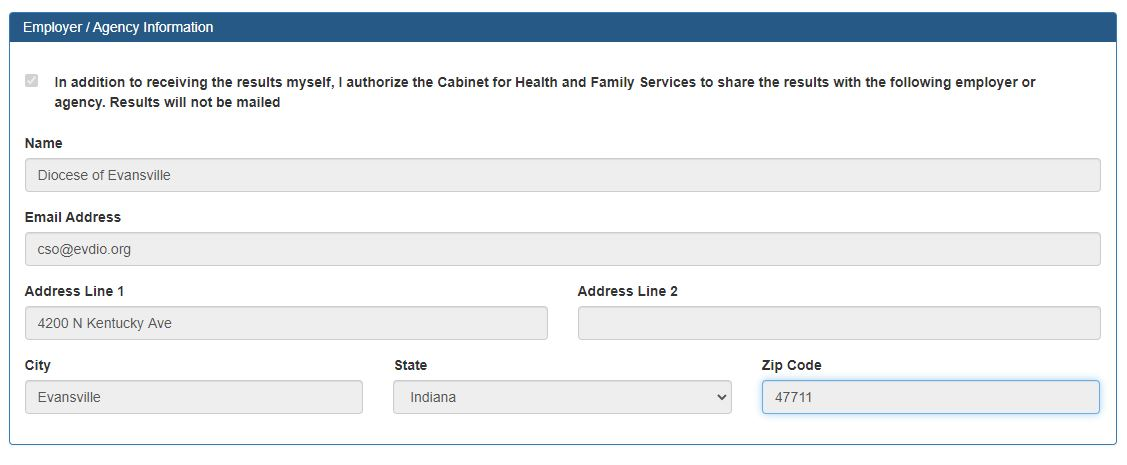 Employer / Agency Information
In addition to receiving the results myself, I authorize the Cabinet for Health and Family Services to share the results with the following employer or
agency. Results will not be mailed
Name
Diocese of Evansville
Email Address
cso@evdio.org
Address Line 1
Address Line 2
4200 N Kentucky Ave
City
State
Zip Code
Evansville
Indiana
47711